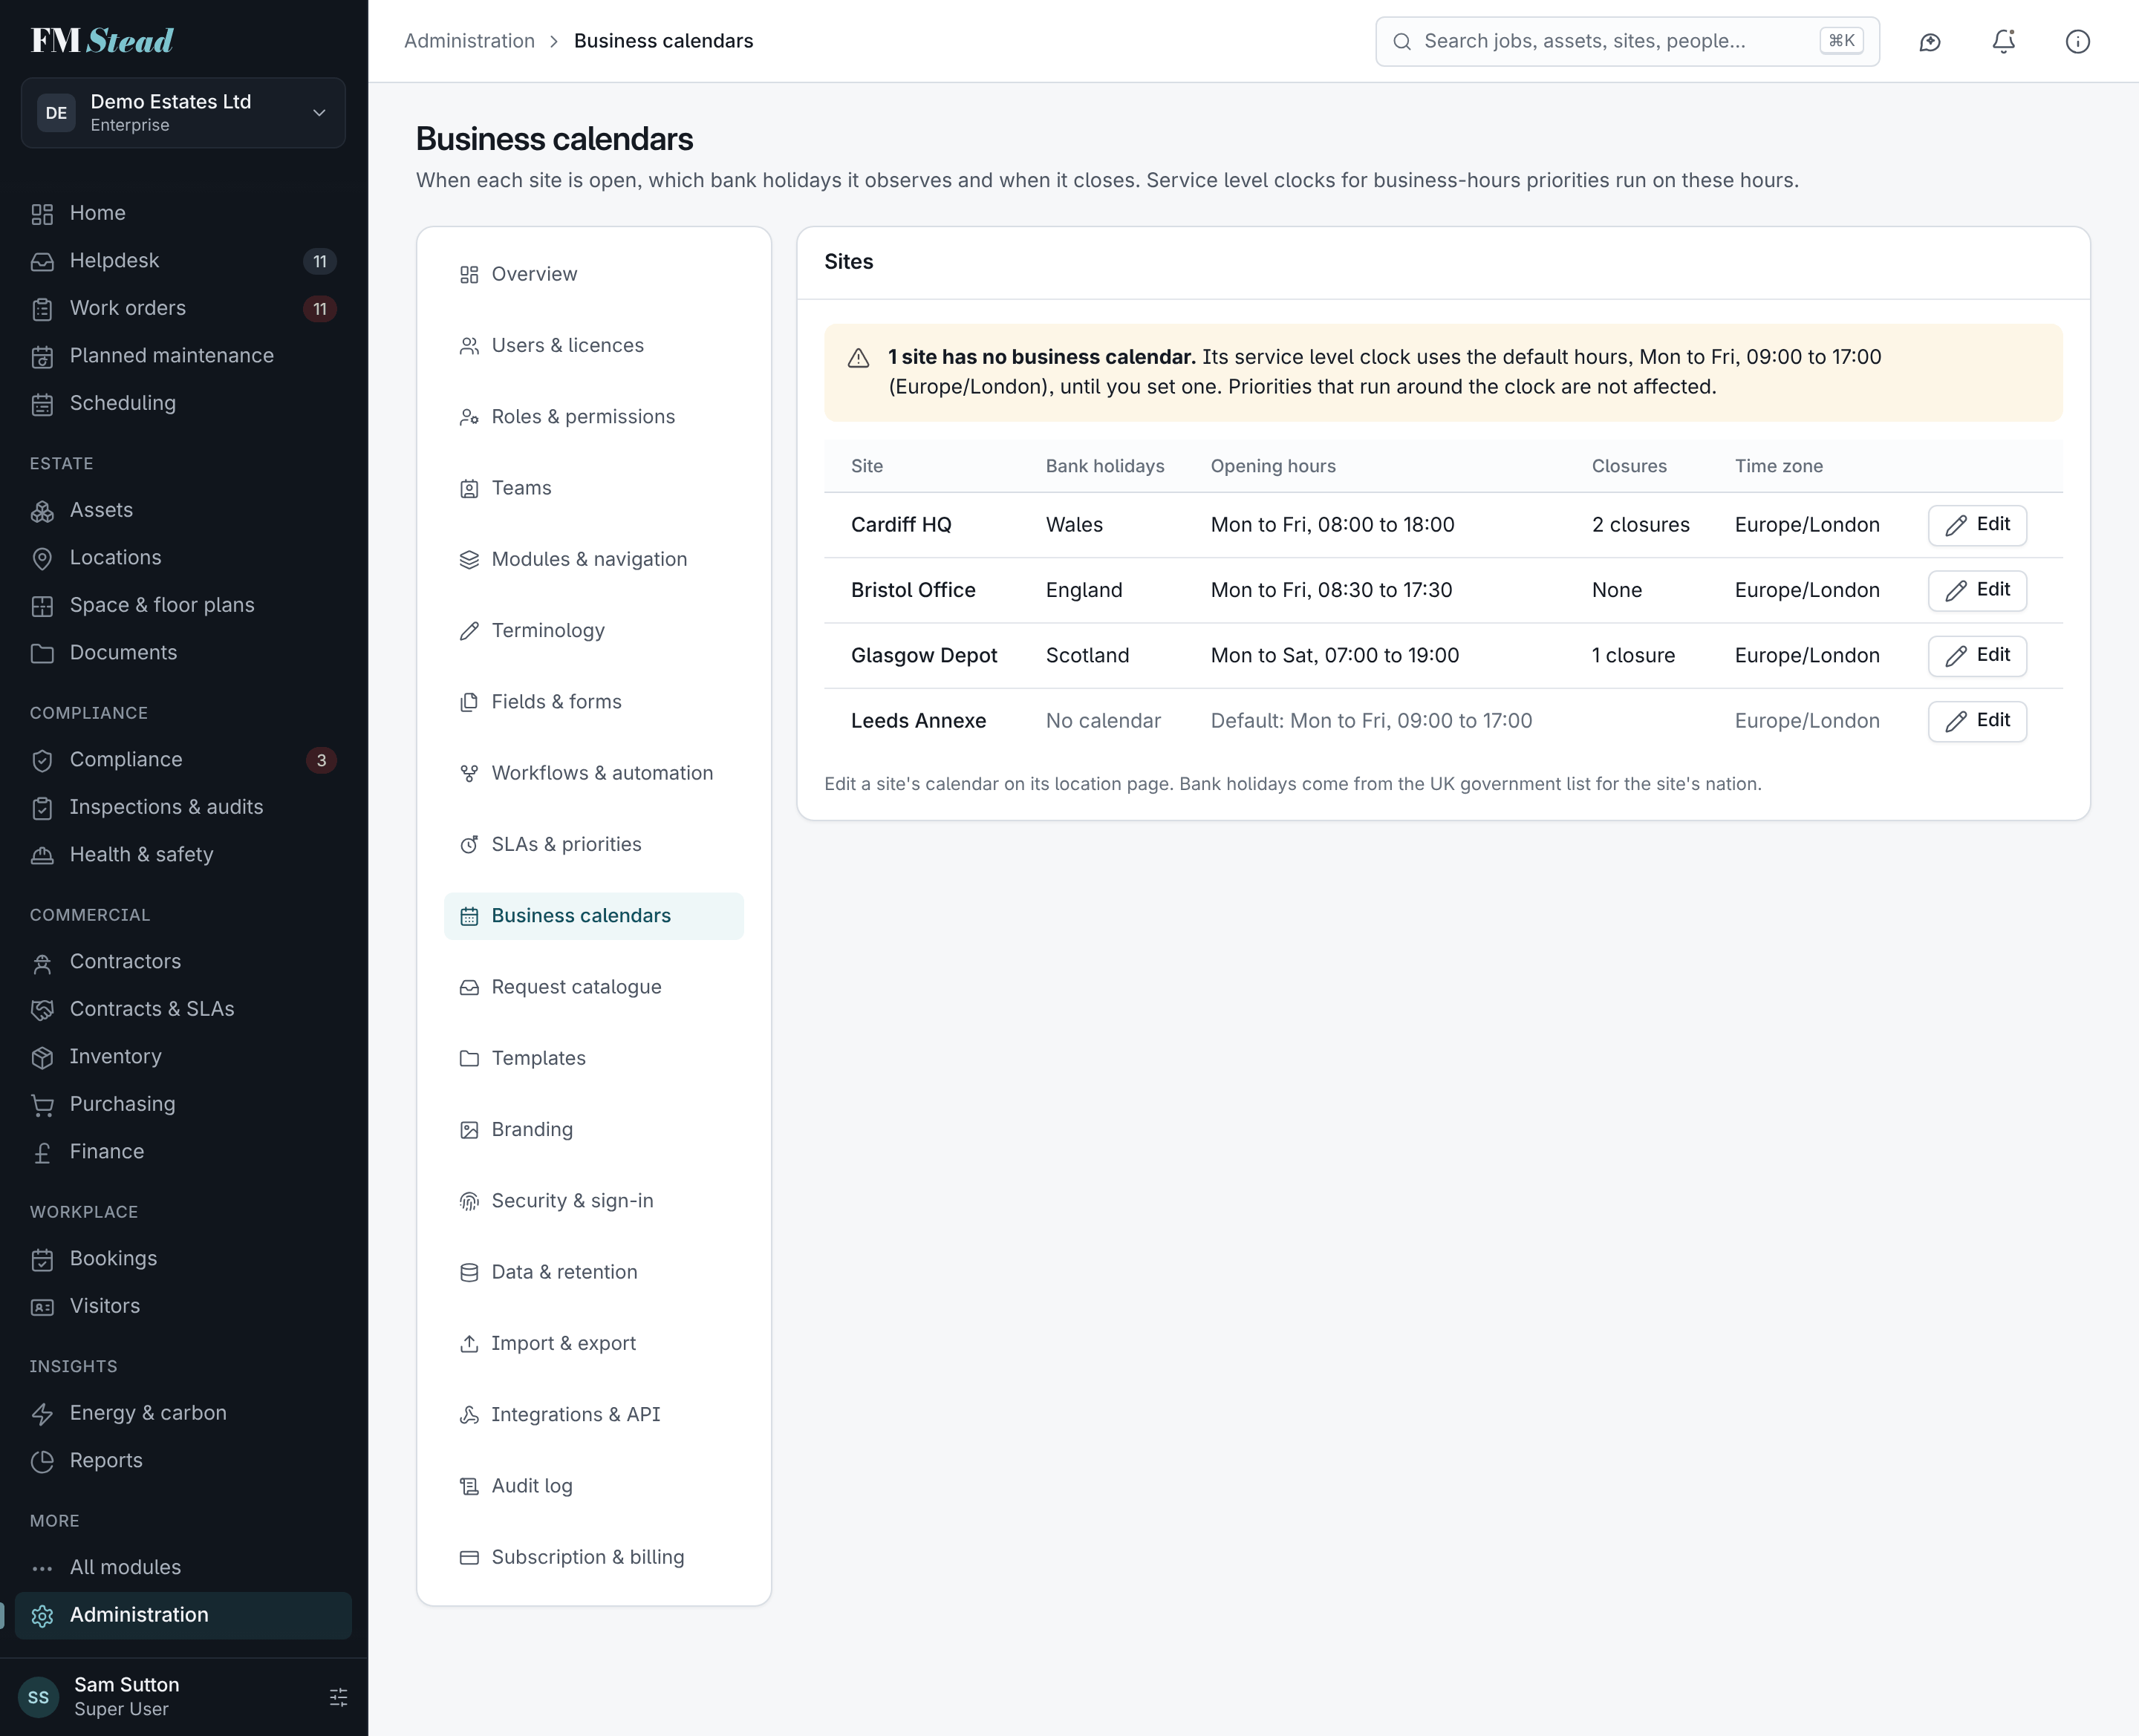 FM Stead
DE
Demo Estates Ltd
Enterprise
Home
Helpdesk 11
Work orders 11
Planned maintenance
Scheduling
ESTATE
Assets
Locations
Space & floor plans
Documents
COMPLIANCE
Compliance 3
Inspections & audits
Health & safety
COMMERCIAL
Contractors
Contracts & SLAs
Inventory
Purchasing
Finance
WORKPLACE
Bookings
Visitors
INSIGHTS
Energy & carbon
Reports
MORE
All modules
Administration
SS
Sam Sutton
Super User
Administration > Business calendars
Search jobs, assets, sites, people... ⌘K
Business calendars
When each site is open, which bank holidays it observes and when it closes. Service level clocks for business-hours priorities run on these hours.
Overview
Users & licences
Roles & permissions
Teams
Modules & navigation
Terminology
Fields & forms
Workflows & automation
SLAs & priorities
Business calendars
Request catalogue
Templates
Branding
Security & sign-in
Data & retention
Import & export
Integrations & API
Audit log
Subscription & billing
Sites
1 site has no business calendar. Its service level clock uses the default hours, Mon to Fri, 09:00 to 17:00
(Europe/London), until you set one. Priorities that run around the clock are not affected.
Site Bank holidays Opening hours Closures Time zone
Cardiff HQ Wales Mon to Fri, 08:00 to 18:00 2 closures Europe/London Edit
Bristol Office England Mon to Fri, 08:30 to 17:30 None Europe/London Edit
Glasgow Depot Scotland Mon to Sat, 07:00 to 19:00 1 closure Europe/London Edit
Leeds Annexe No calendar Default: Mon to Fri, 09:00 to 17:00 Europe/London Edit
Edit a site's calendar on its location page. Bank holidays come from the UK government list for the site's nation.